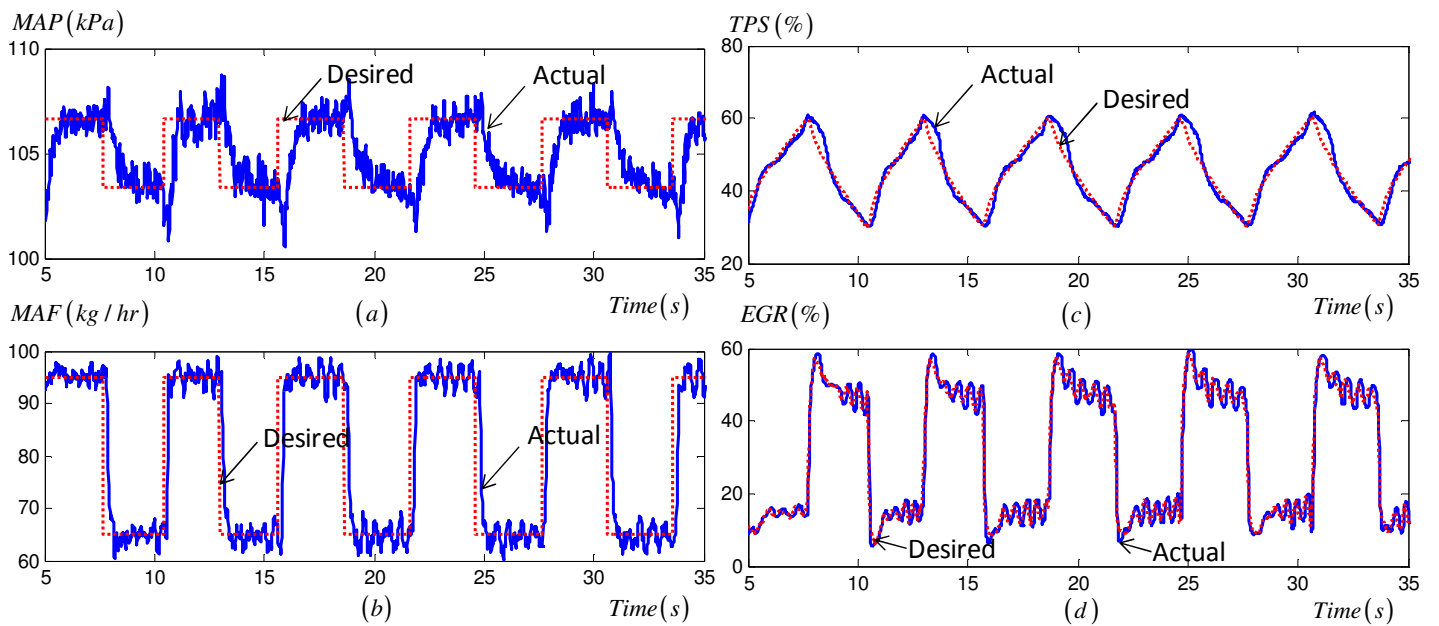 MAP (kPa)
110
105
100
Desired
Actual
5 10 15 20 25 30 35
(a)
Time (s)
TPS (%)
80
60
40
20
Actual
Desired
5 10 15 20 25 30 35
(c)
Time (s)
MAF (kg / hr)
100
90
80
70
60
Desired
Actual
5 10 15 20 25 30 35
(b)
Time (s)
EGR (%)
60
40
20
0
Desired
Actual
5 10 15 20 25 30 35
(d)
Time (s)